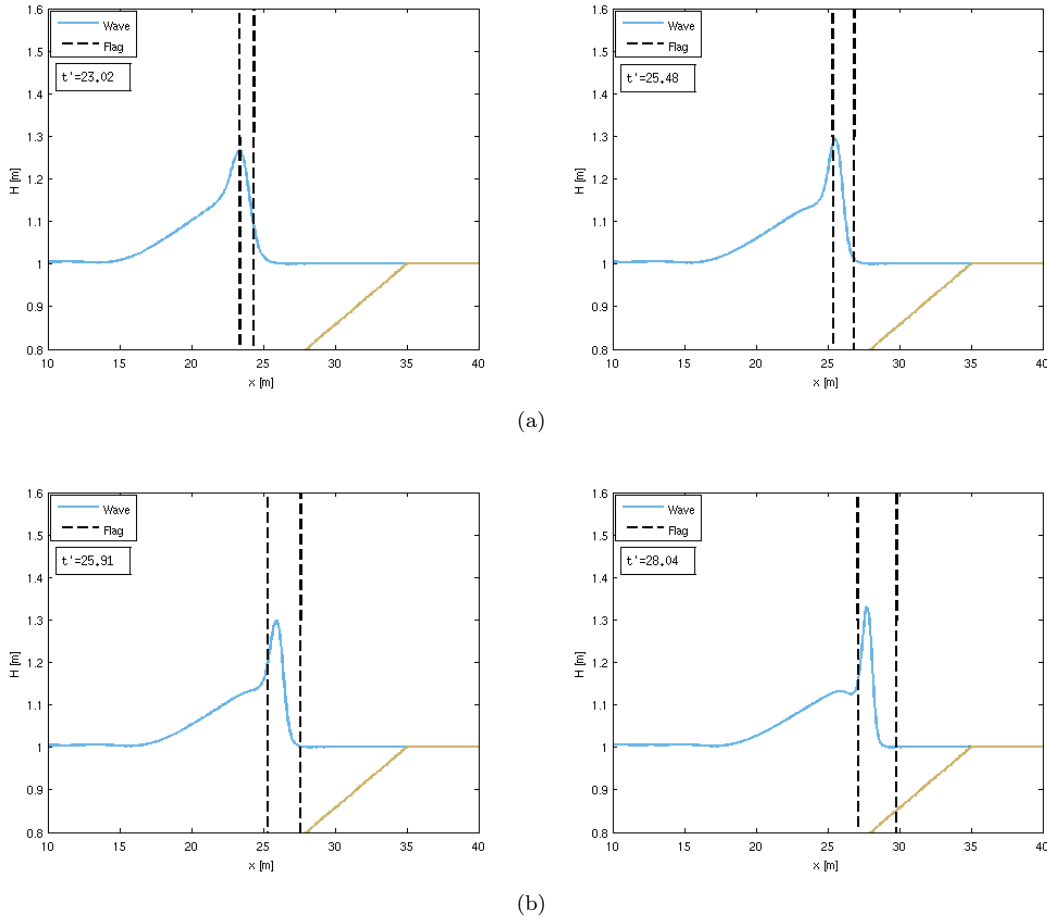 1.6
1.5
1.4
1.3
1.2
1.1
1
0.9
0.8
H [m]
Wave
Flag
t'=23.02
10 15 20 25 30 35 40
x [m]
1.6
1.5
1.4
1.3
1.2
1.1
1
0.9
0.8
H [m]
Wave
Flag
t'=25.48
10 15 20 25 30 35 40
x [m]
(a)
1.6
1.5
1.4
1.3
1.2
1.1
1
0.9
0.8
H [m]
Wave
Flag
t'=25.91
10 15 20 25 30 35 40
x [m]
1.6
1.5
1.4
1.3
1.2
1.1
1
0.9
0.8
H [m]
Wave
Flag
t'=28.04
10 15 20 25 30 35 40
x [m]
(b)